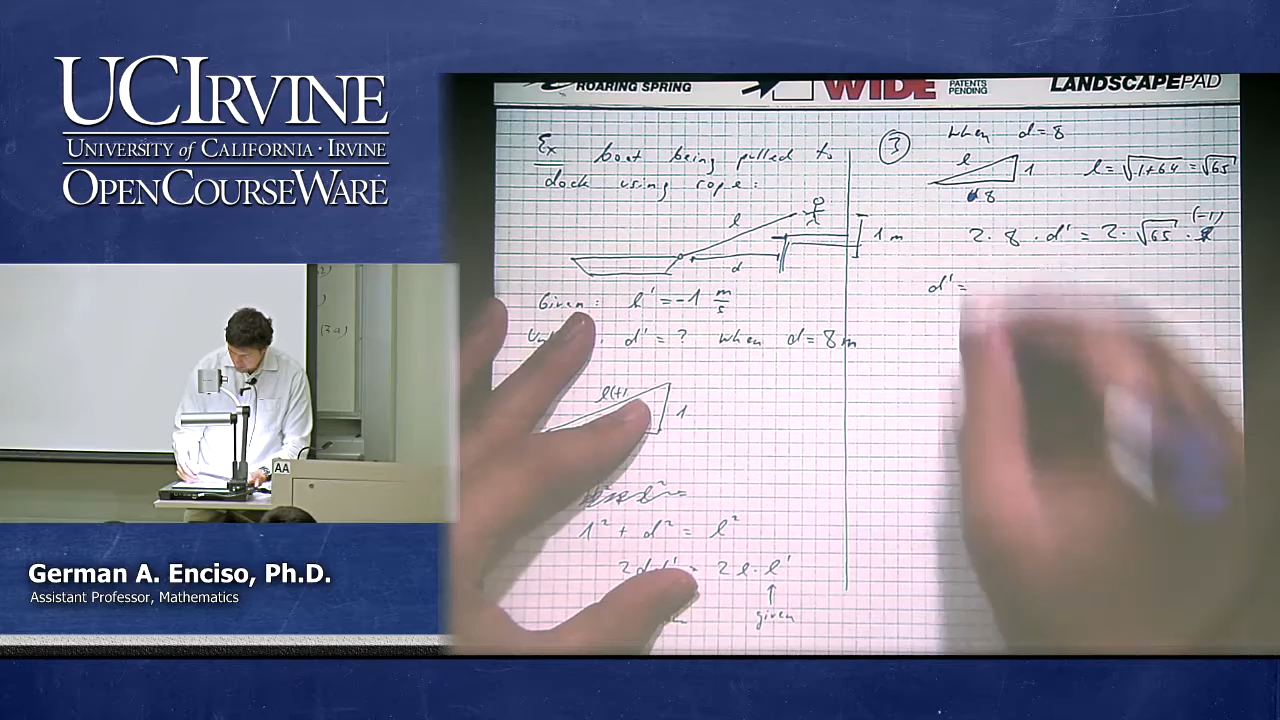 UCIRVINE
UNIVERSITY of CALIFORNIA · IRVINE
OPENCOURSEWARE
German A. Enciso, Ph.D.
Assistant Professor, Mathematics
AA
ROARING SPRING
WIDE
PATENTS PENDING
LANDSCAPEPAD
Ex boat being pulled to
dock using rope:
l
1 m
d
Given: l' = -1 m/s
d' = ? when d = 8 m
l(t)
1
1² + d² = l²
= 2 l · l'
↑
given
③ when d = 8
l
1
8
l = √(1+64) = √65
2 · 8 · d' = 2 · √65 · (-1)
d' =